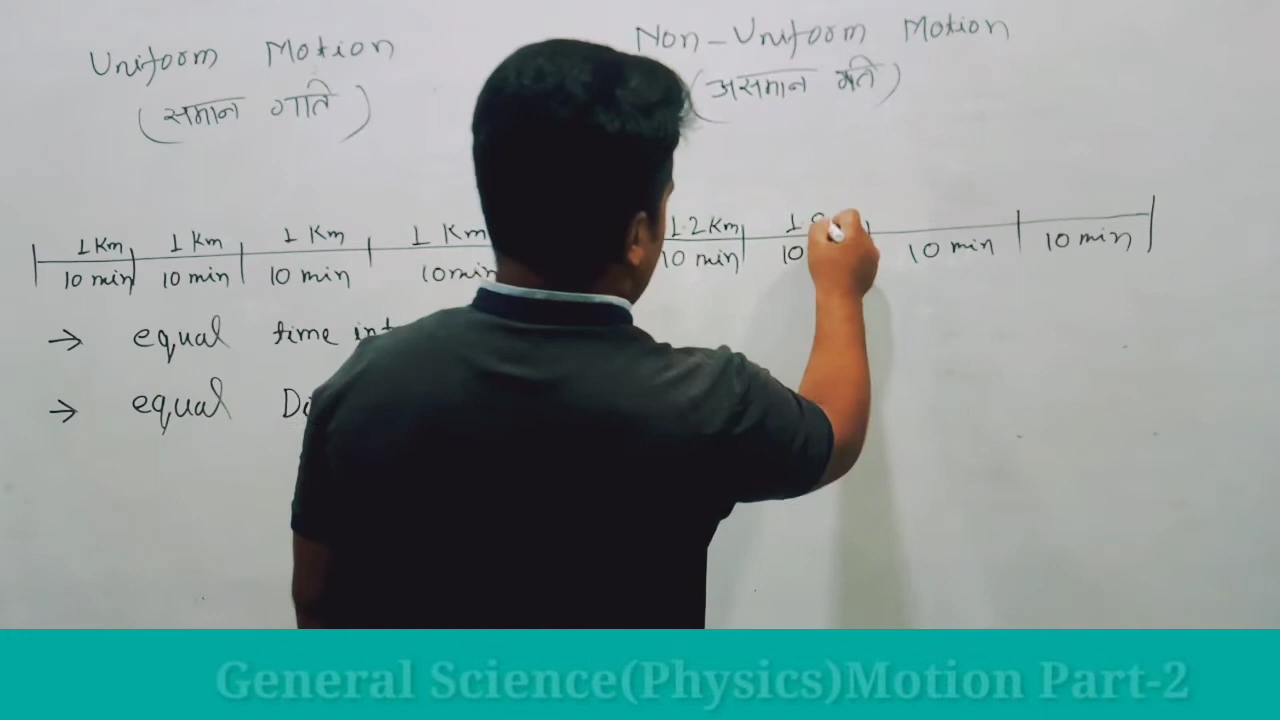 Uniform Motion
(समान गति)
Non-Uniform Motion
(असमान गति)
1 Km 1 Km 1 Km 1 Km
10 min 10 min 10 min 10 min
1.2 Km
10 min 10 10 min 10 min
→ equal time
→ equal
General Science(Physics)Motion Part-2